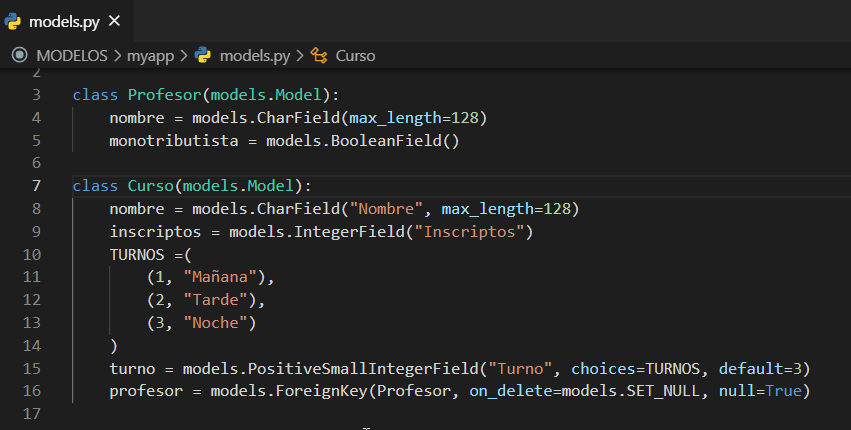 models.py
MODELOS > myapp > models.py > Curso
2
3 class Profesor(models.Model):
4 nombre = models.CharField(max_length=128)
5 monotributista = models.BooleanField()
6
7 class Curso(models.Model):
8 nombre = models.CharField("Nombre", max_length=128)
9 inscriptos = models.IntegerField("Inscriptos")
10 TURNOS =(
11 (1, "Mañana"),
12 (2, "Tarde"),
13 (3, "Noche")
14 )
15 turno = models.PositiveSmallIntegerField("Turno", choices=TURNOS, default=3)
16 profesor = models.ForeignKey(Profesor, on_delete=models.SET_NULL, null=True)
17